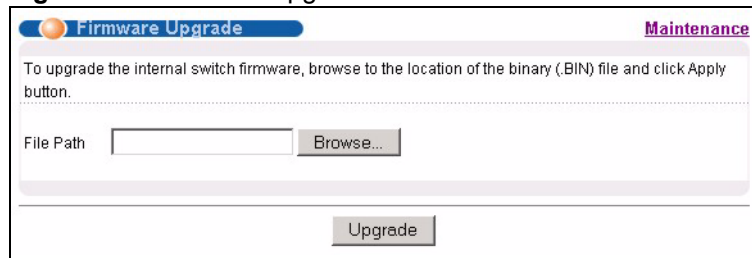 Firmware Upgrade
Maintenance
To upgrade the internal switch firmware, browse to the location of the binary (.BIN) file and click Apply
button.
File Path
Browse...
Upgrade